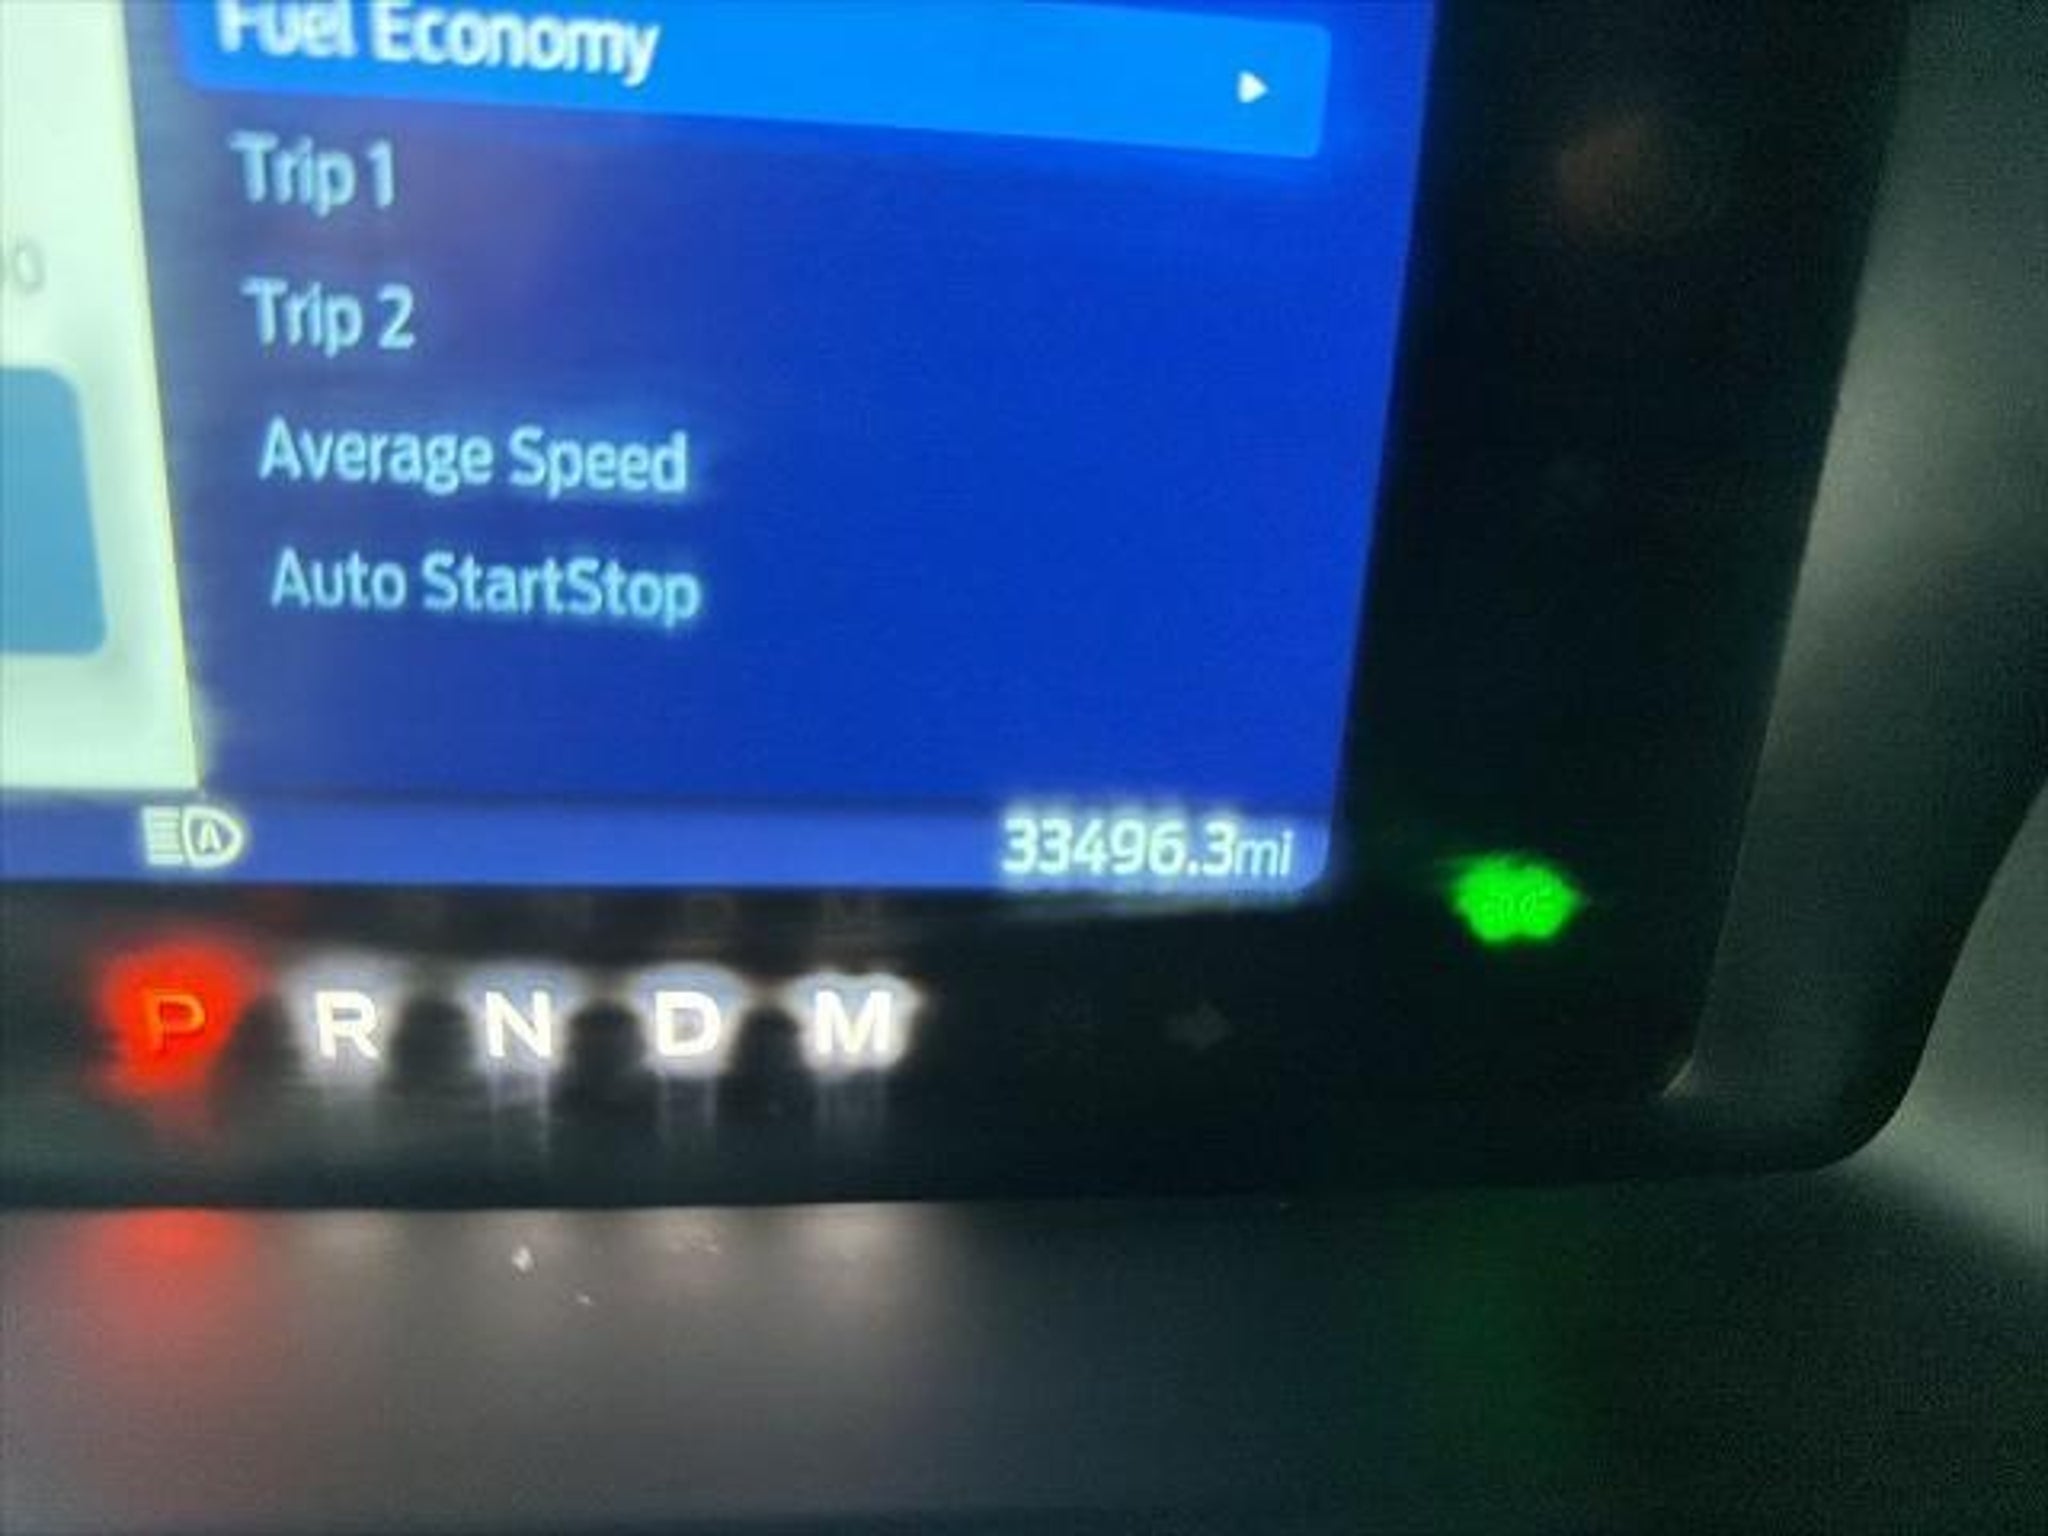 Fuel Economy
Trip 1
Trip 2
Average Speed
Auto StartStop
A
33496.3mi
P R N D M